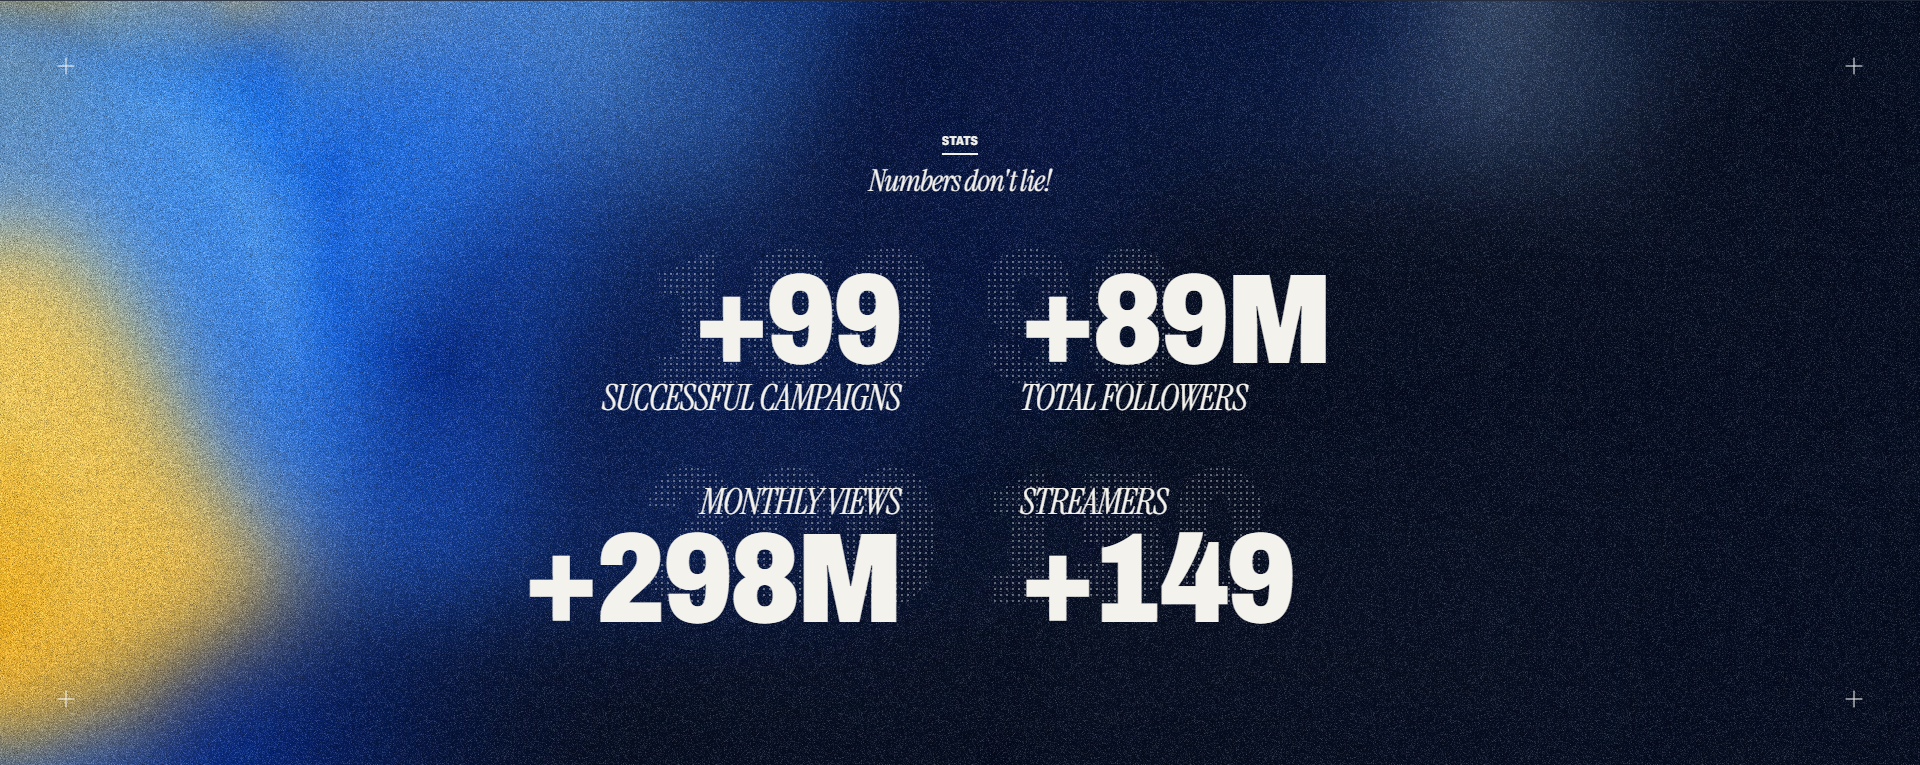 STATS
Numbers don't lie!
+99
SUCCESSFUL CAMPAIGNS
+89M
TOTAL FOLLOWERS
MONTHLY VIEWS
+298M
STREAMERS
+149